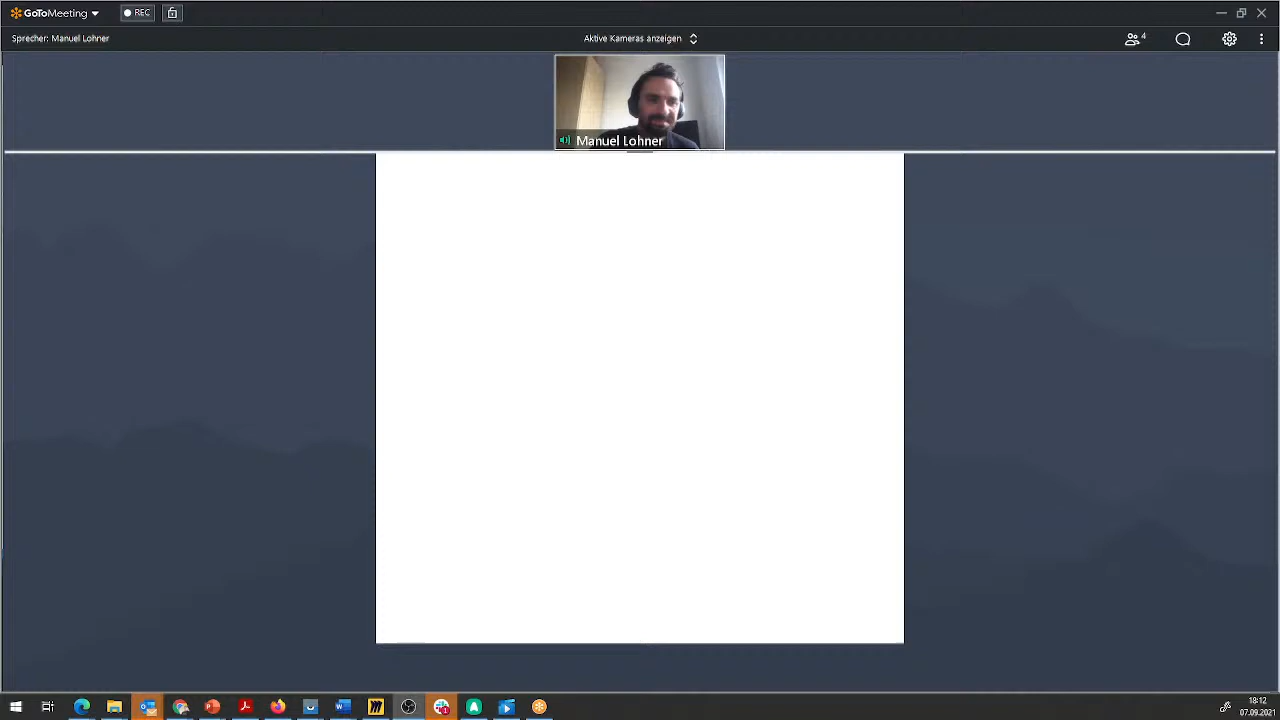 GoToMeeting
REC
Sprecher: Manuel Lohner
Aktive Kameras anzeigen
4
Manuel Lohner
18:12
07.09.2021